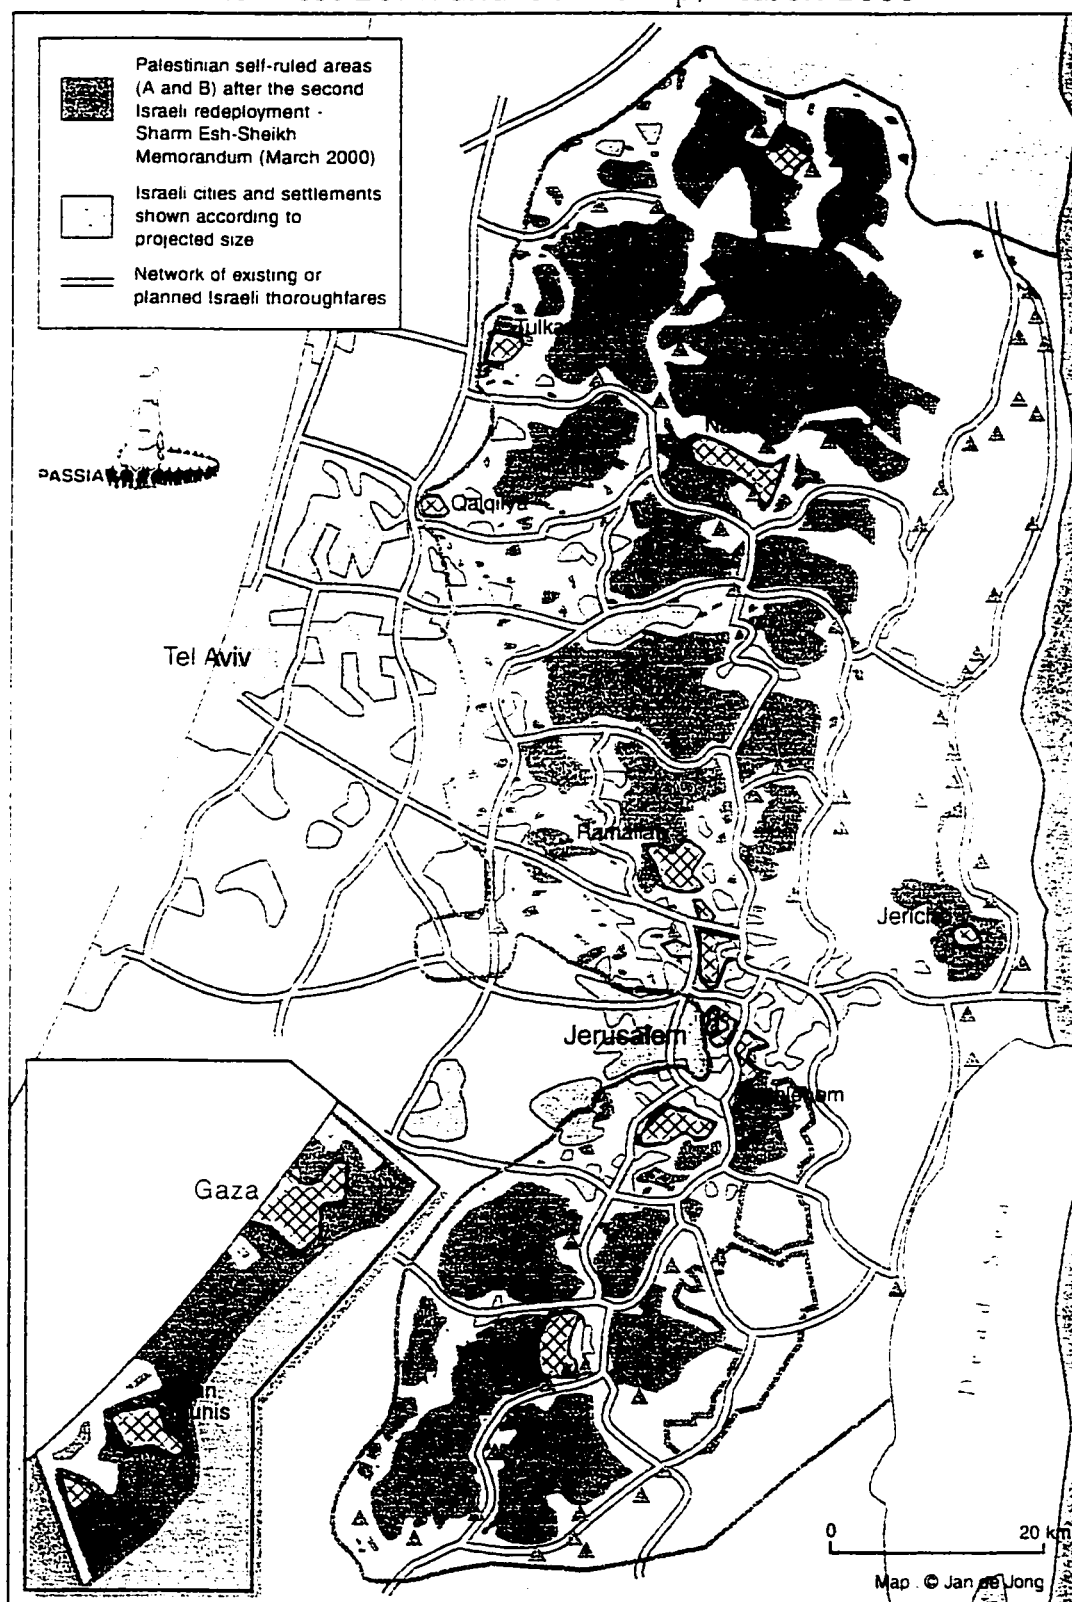 Palestinian self-ruled areas
(A and B) after the second
Israeli redeployment -
Sharm Esh-Sheikh
Memorandum (March 2000)
Israeli cities and settlements
shown according to
projected size
Network of existing or
planned Israeli thoroughfares
PASSIA
Qalqilya
Tel Aviv
Ramallah
Jerusalem
Gaza
Dead Sea
0 20 km
Map © Jan de Jong